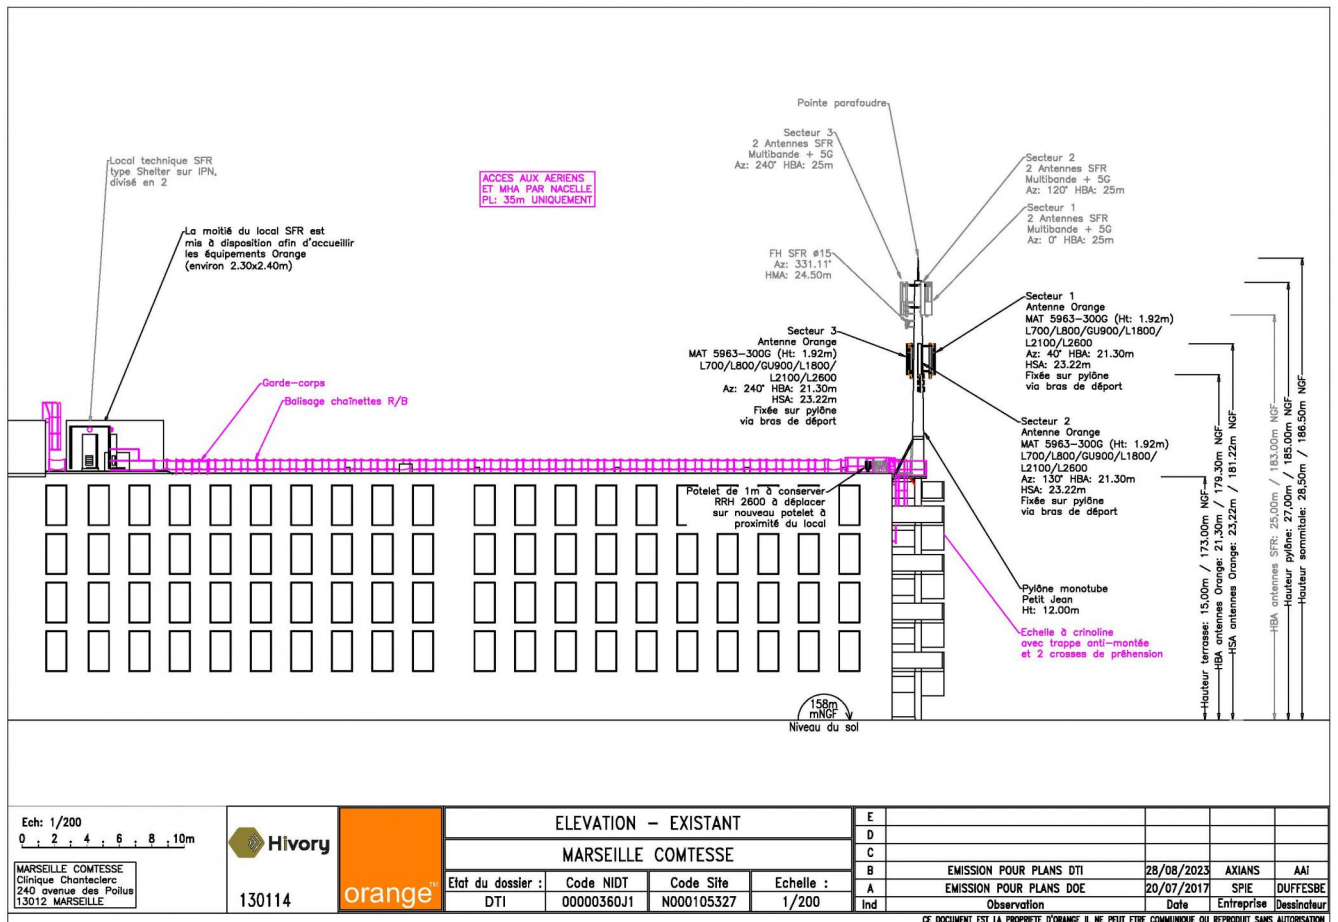 Pointe parafoudre
Secteur 3
2 Antennes SFR
Multibande + 5G
Az: 240° HBA: 25m
Secteur 2
2 Antennes SFR
Multibande + 5G
Az: 120° HBA: 25m
Secteur 1
2 Antennes SFR
Multibande + 5G
Az: 0° HBA: 25m
FH SFR ø15
Az: 331.11°
HMA: 24.50m
Local technique SFR
type Shelter sur IPN,
divisé en 2
ACCES AUX AERIENS
ET MHA PAR NACELLE
PL: 35m UNIQUEMENT
La moitié du local SFR est
mis à disposition afin d'accueillir
les équipements Orange
(environ 2.30x2.40m)
Secteur 3
Antenne Orange
MAT 5963-300G (Ht: 1.92m)
L700/L800/GU900/L1800/
L2100/L2600
Az: 240° HBA: 21.30m
HSA: 23.22m
Fixée sur pylône
via bras de départ
Secteur 1
Antenne Orange
MAT 5963-300G (Ht: 1.92m)
L700/L800/GU900/L1800/
L2100/L2600
Az: 40° HBA: 21.30m
HSA: 23.22m
Fixée sur pylône
via bras de départ
Secteur 2
Antenne Orange
MAT 5963-300G (Ht: 1.92m)
L700/L800/GU900/L1800/
L2100/L2600
Az: 130° HBA: 21.30m
HSA: 23.22m
Fixée sur pylône
via bras de départ
Garde-corps
Balisage chaînettes R/B
Potelet de 1m à conserver
RRH 2600 à déplacer
sur nouveau potelet à
proximité du local
Pylône monotube
Petit Jean
Ht: 12.00m
Echelle à crinoline
avec trappe anti-montée
et 2 crosses de préhension
Hauteur terrasse: 15,00m / 173.00m NGF
HBA antennes Orange: 21,30m / 179.30m NGF
HSA antennes Orange: 23,22m / 181.22m NGF
HBA antennes SFR: 25,00m / 183.00m NGF
Hauteur pylône: 27,00m / 185.00m NGF
Hauteur sommitale: 28,50m / 186.50m NGF
158m
mNGF
Niveau du sol
Ech: 1/200
0 2 4 6 8 10m
MARSEILLE COMTESSE
Clinique Chanteclerc
240 avenue des Poilus
13012 MARSEILLE
Hivory
130114
orange™
ELEVATION - EXISTANT
MARSEILLE COMTESSE
Etat du dossier : Code NIDT Code Site Echelle :
DTI 00000360J1 N000105327 1/200
E
D
C
B EMISSION POUR PLANS DTI 28/08/2023 AXIANS AAI
A EMISSION POUR PLANS DOE 20/07/2017 SPIE DUFFESBE
Ind Observation Date Entreprise Dessinateur
CE DOCUMENT EST LA PROPRIETE D'ORANGE IL NE PEUT ETRE COMMUNIQUE OU REPRODUIT SANS AUTORISATION